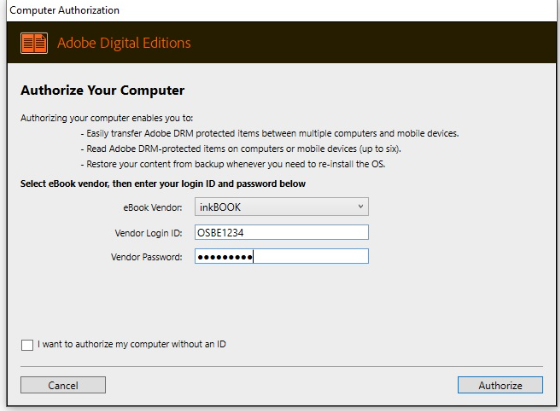 Computer Authorization
Adobe Digital Editions
Authorize Your Computer
Authorizing your computer enables you to:
- Easily transfer Adobe DRM protected items between multiple computers and mobile devices.
- Read Adobe DRM-protected items on computers or mobile devices (up to six).
- Restore your content from backup whenever you need to re-install the OS.
Select eBook vendor, then enter your login ID and password below
eBook Vendor: inkBOOK
Vendor Login ID: OSBE1234
Vendor Password: ●●●●●●●●●
I want to authorize my computer without an ID
Cancel Authorize